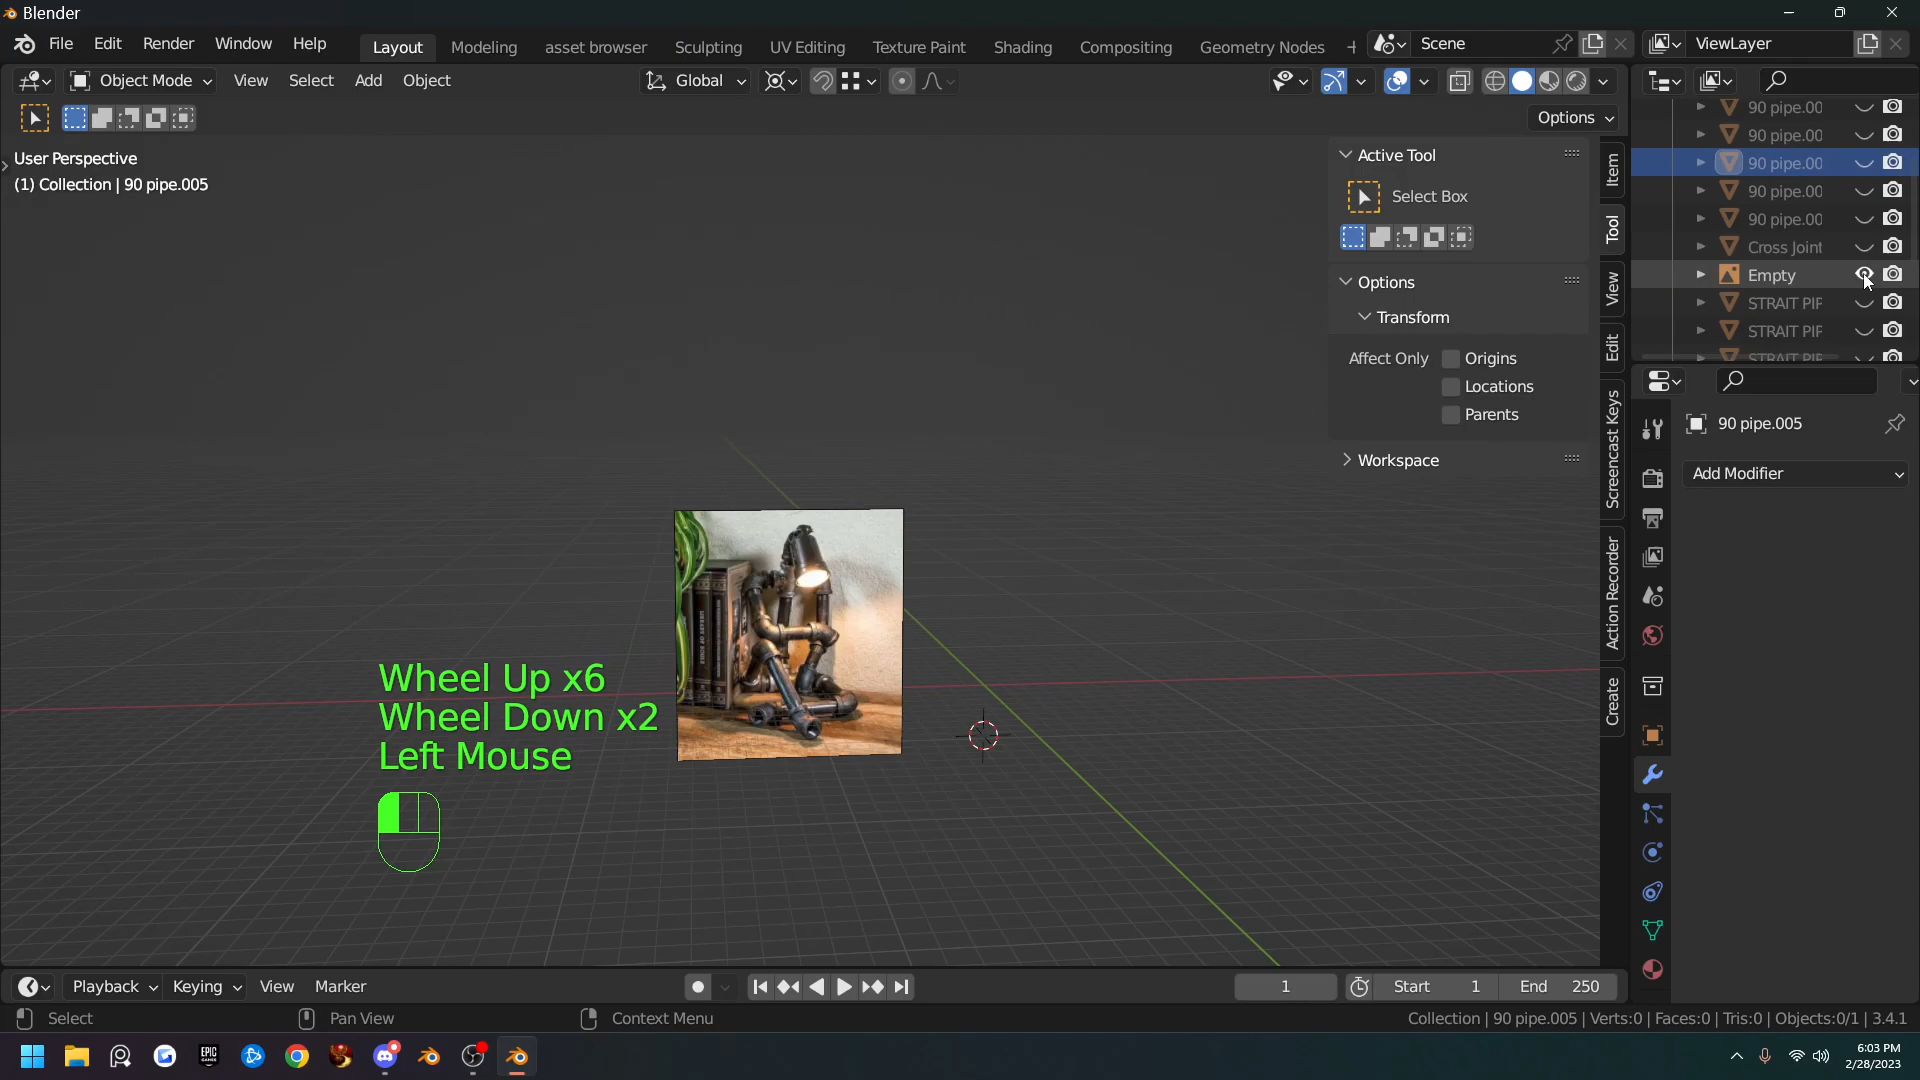 Blender
File Edit Render Window Help
Layout Modeling asset browser Sculpting UV Editing Texture Paint Shading Compositing Geometry Nodes
Scene ViewLayer
Object Mode View Select Add Object Global
Options
User Perspective
(1) Collection | 90 pipe.005
Active Tool
Select Box
Options
Transform
Affect Only Origins
Locations
Parents
Workspace
Item
Tool
View
Edit
Screencast Keys
Action Recorder
Create
90 pipe.00
90 pipe.00
90 pipe.00
90 pipe.00
90 pipe.00
Cross Joint
Empty
STRAIT PIP
STRAIT PIP
STRAIT PIP
90 pipe.005
Add Modifier
Wheel Up x6
Wheel Down x2
Left Mouse
Playback Keying View Marker
1 Start 1 End 250
Select Pan View Context Menu
Collection | 90 pipe.005 | Verts:0 | Faces:0 | Tris:0 | Objects:0/1 | 3.4.1
EPIC
GAMES
6:03 PM
2/28/2023